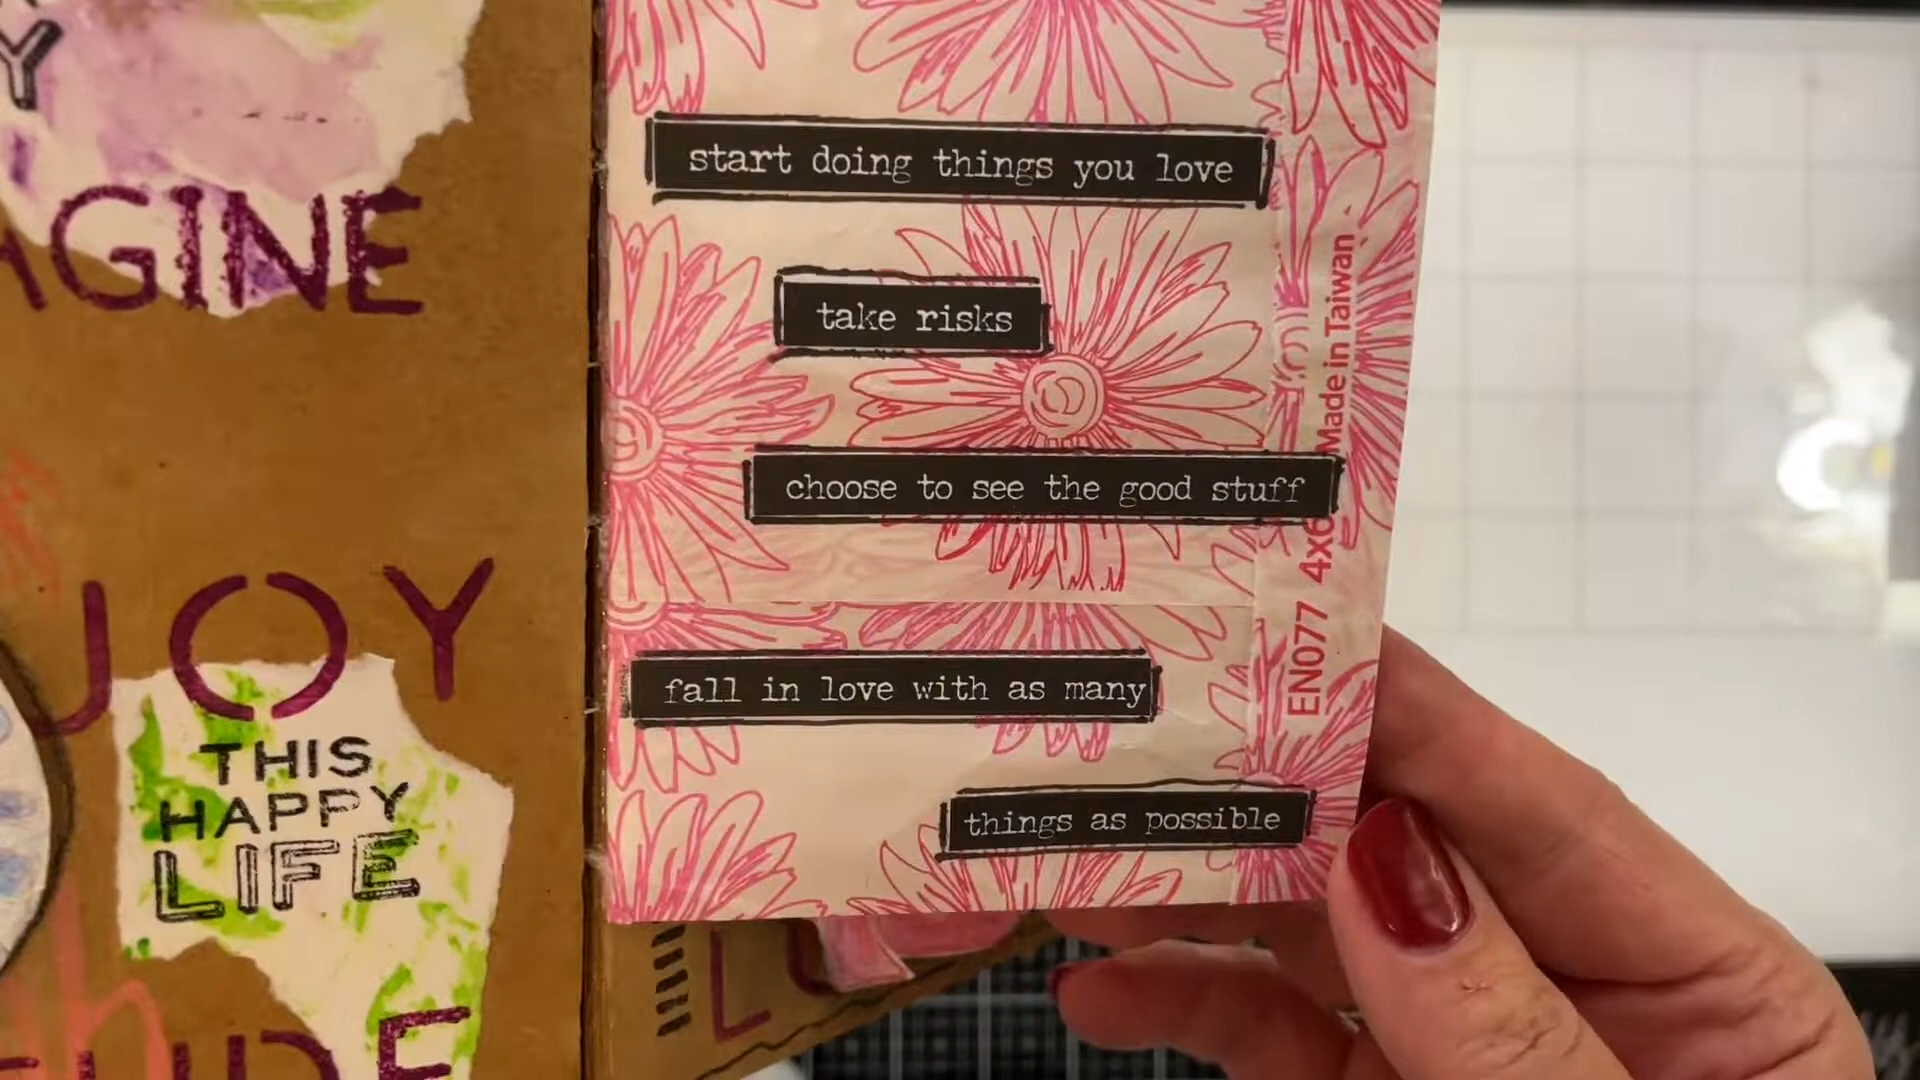 Y
AGINE
JOY
THIS
HAPPY
LIFE
start doing things you love
take risks
choose to see the good stuff
fall in love with as many
things as possible
EN077 4x6 Made in Taiwan
L